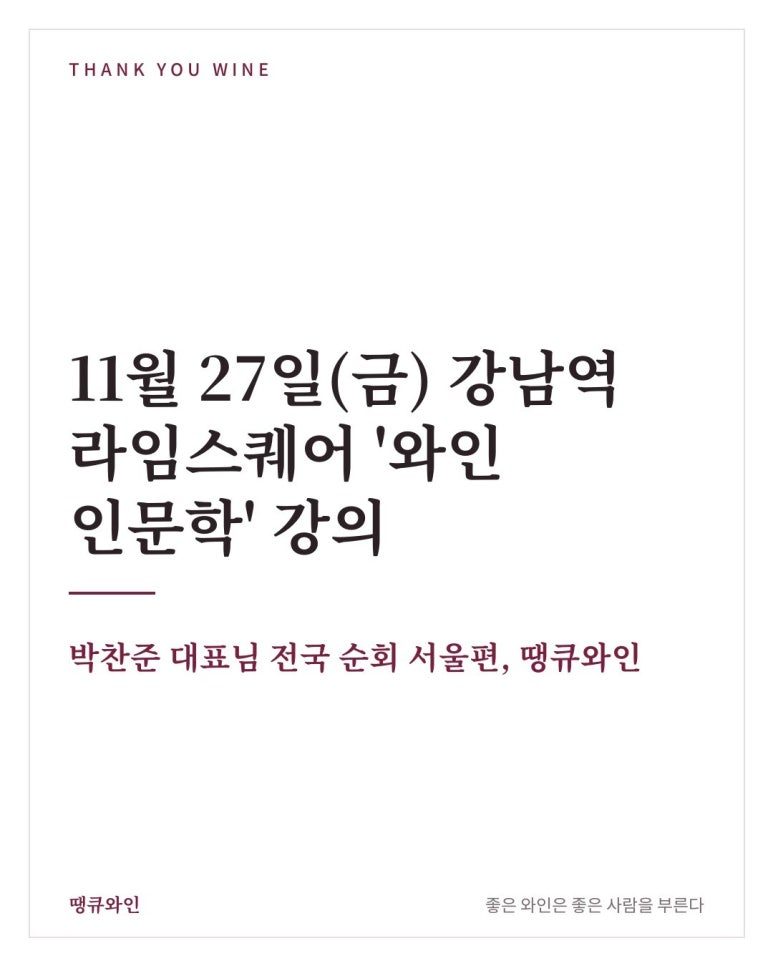 THANK YOU WINE
11월 27일(금) 강남역
라임스퀘어 '와인
인문학' 강의
박찬준 대표님 전국 순회 서울편, 땡큐와인
땡큐와인
좋은 와인은 좋은 사람을 부른다